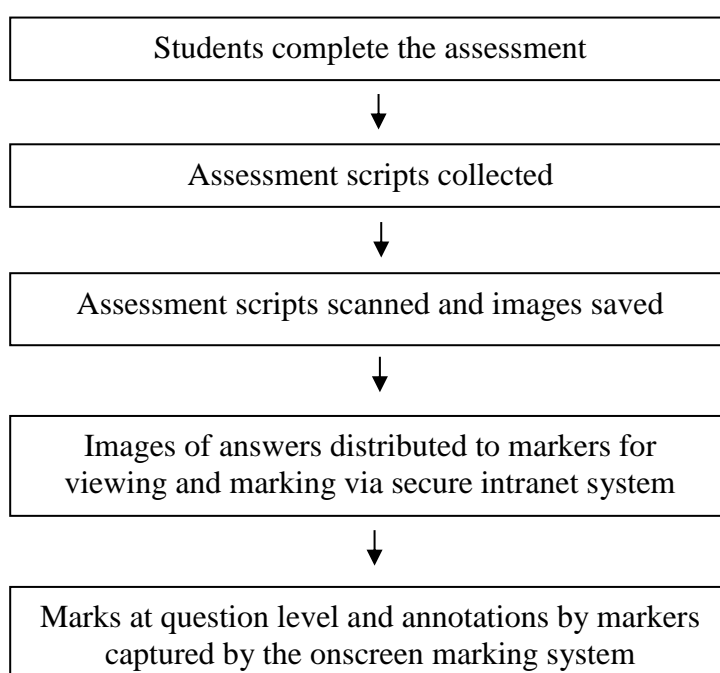 Students complete the assessment
Assessment scripts collected
Assessment scripts scanned and images saved
Images of answers distributed to markers for
viewing and marking via secure intranet system
Marks at question level and annotations by markers
captured by the onscreen marking system